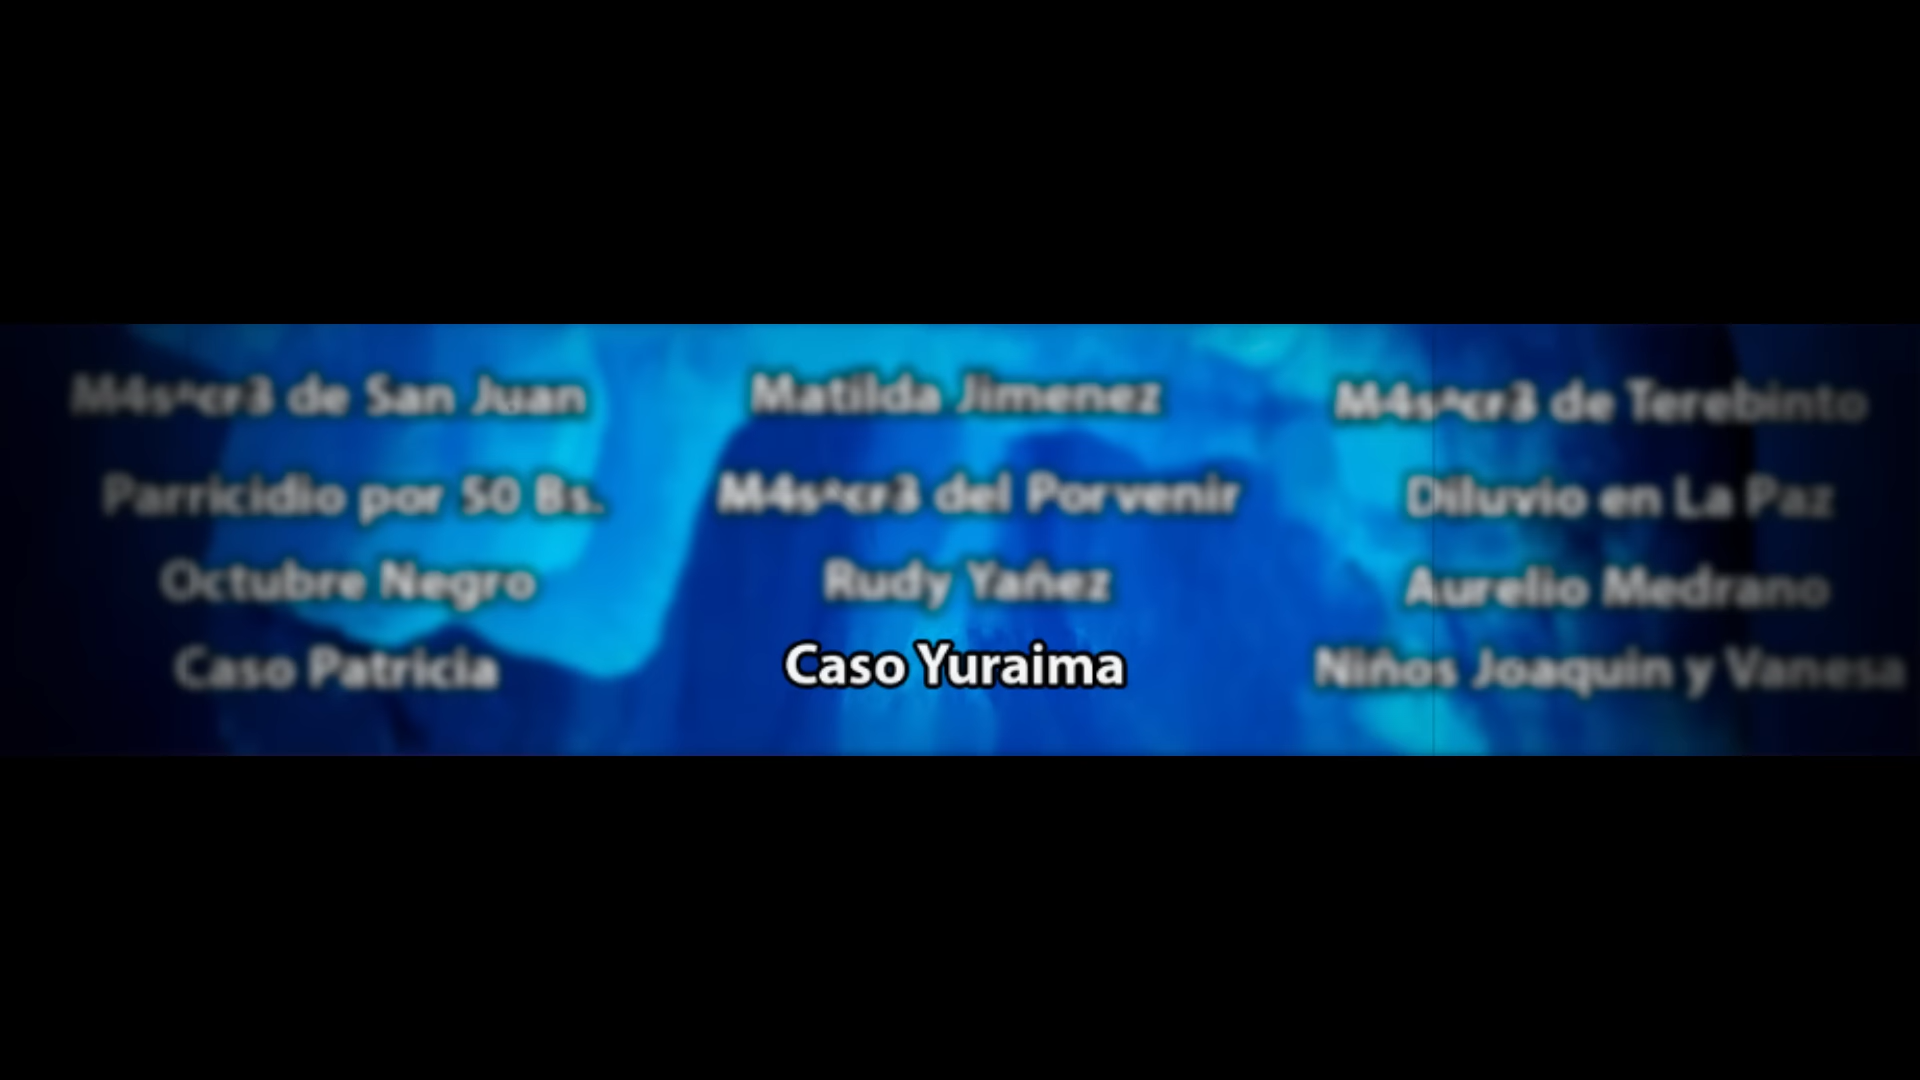 M4s^cr3 de San Juan
Matilda Jimenez
M4s^cr3 de Terebinto
Parricidio por 50 Bs.
M4s^cr3 del Porvenir
Diluvio en La Paz
Octubre Negro
Rudy Yañez
Aurelio Medrano
Caso Patricia
Caso Yuraima
Niños Joaquin y Vanesa